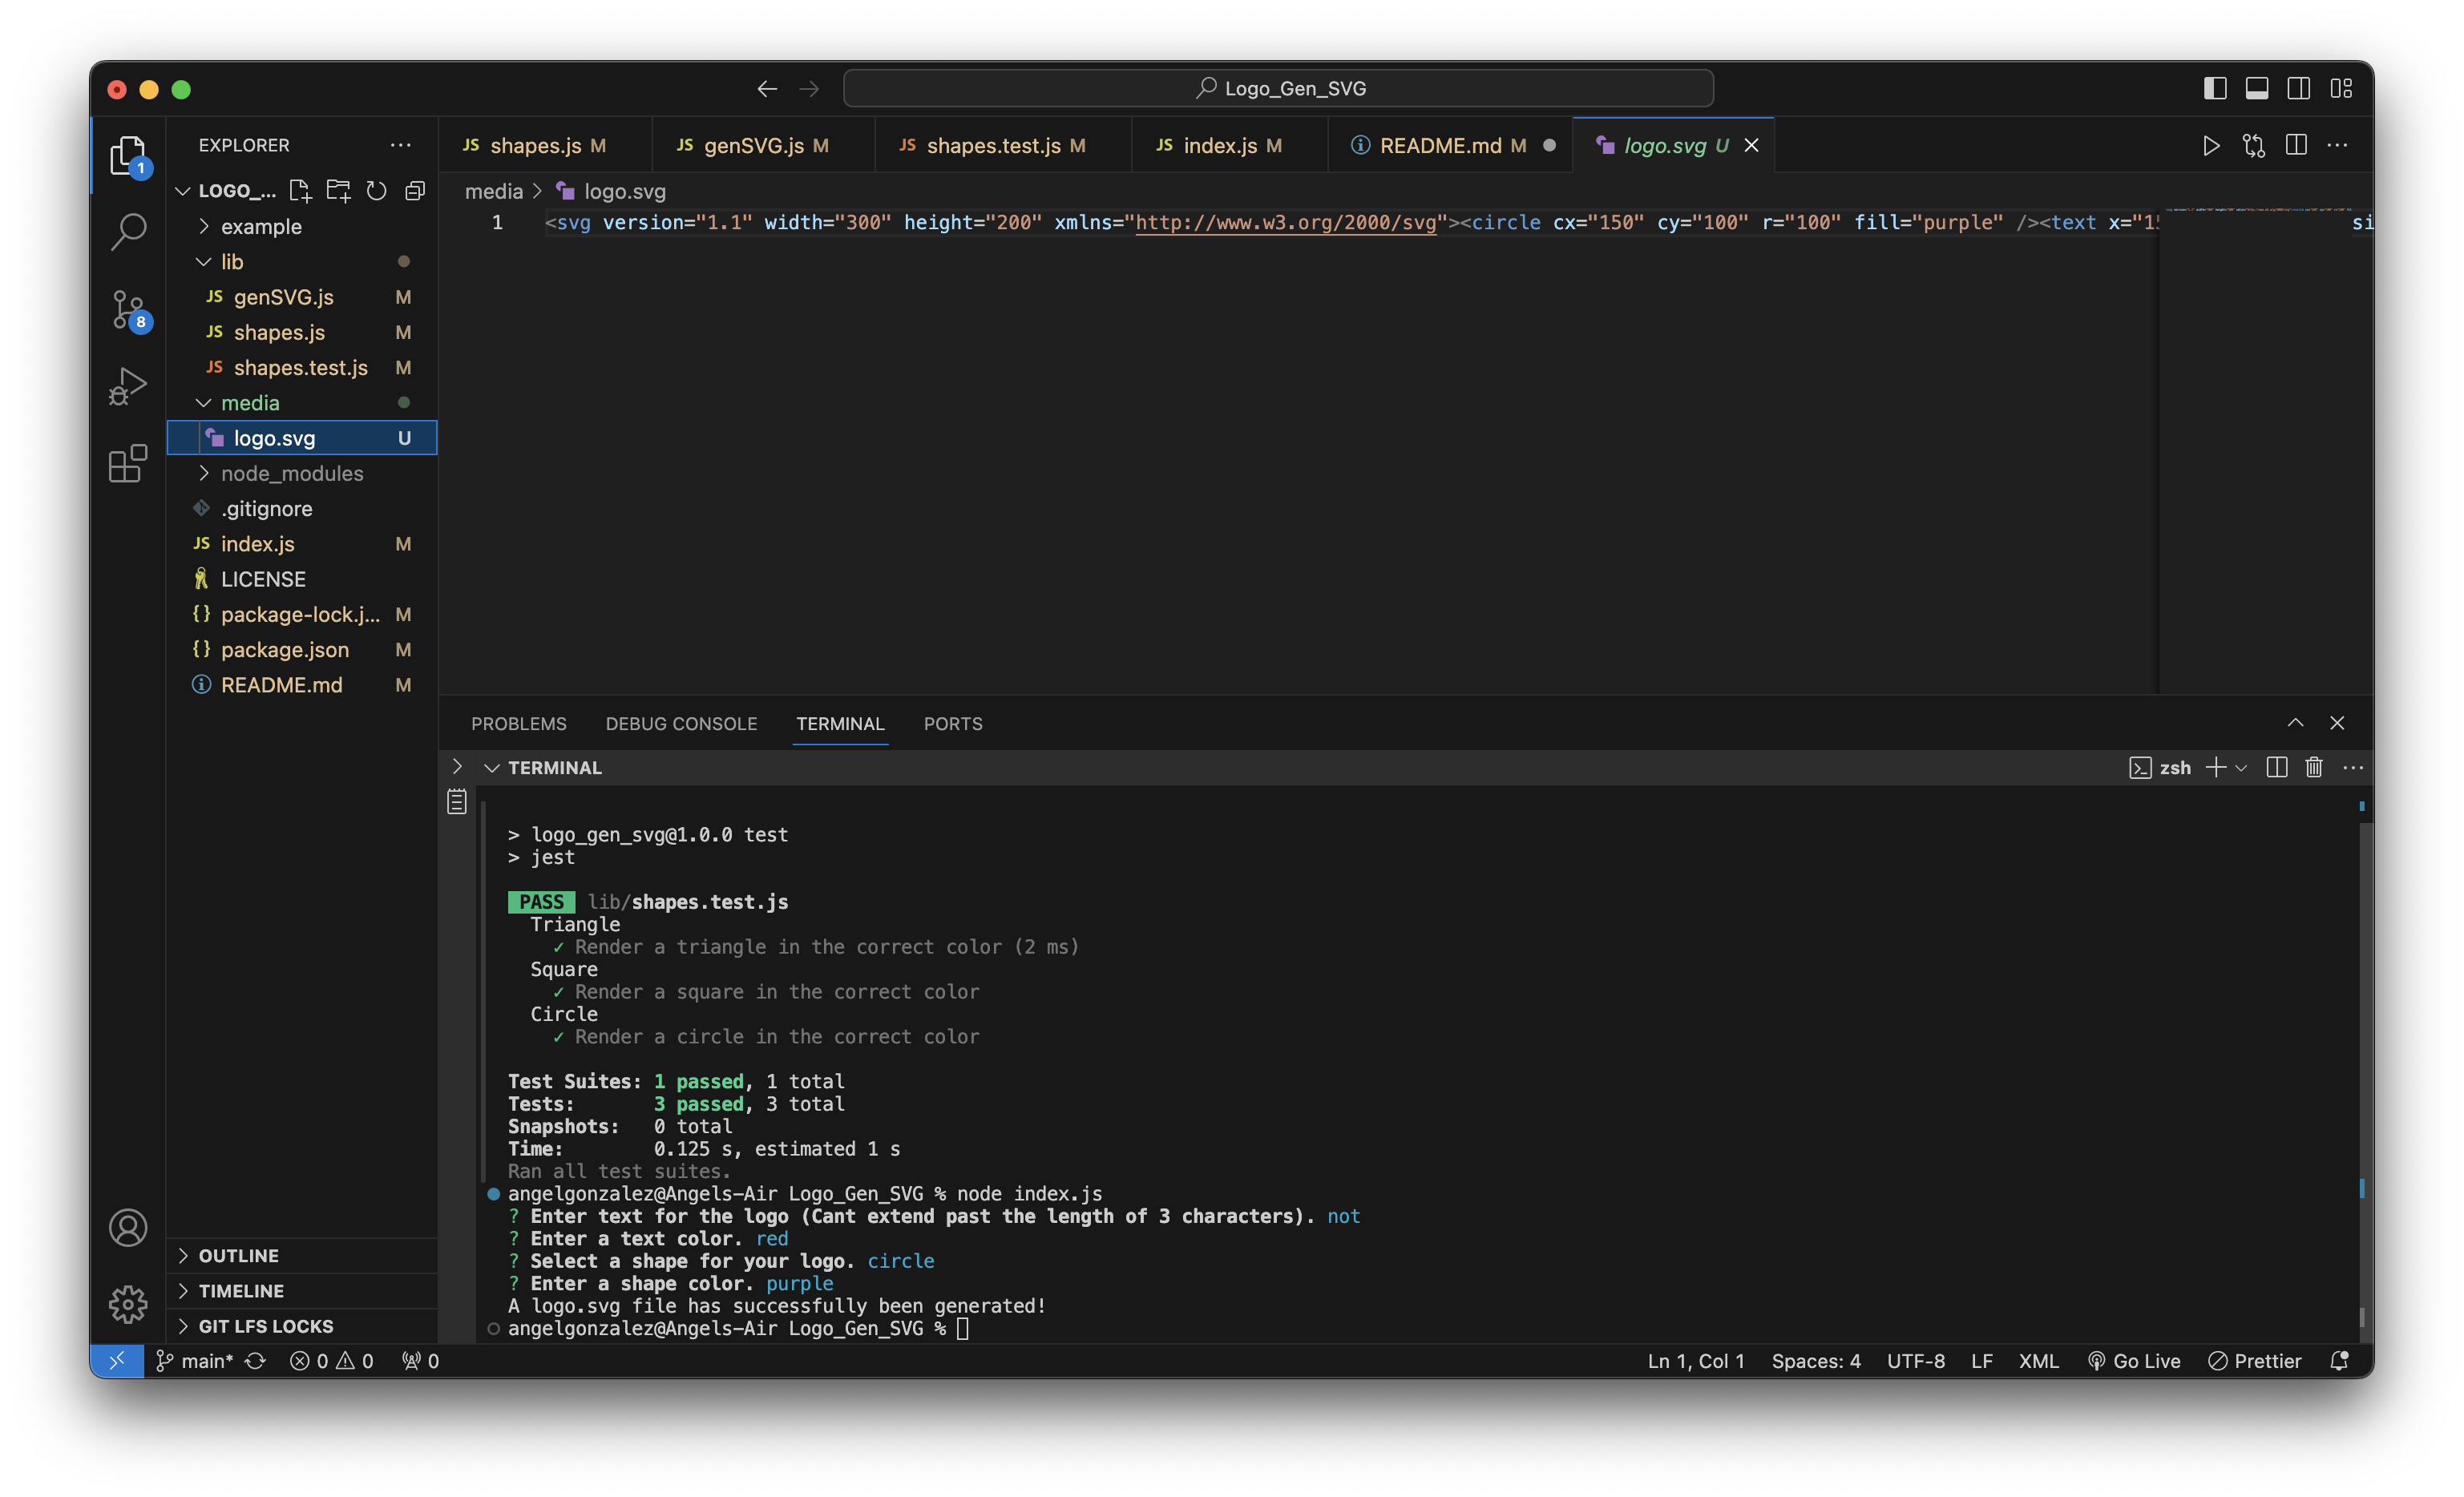 Logo_Gen_SVG
EXPLORER
LOGO_...
example
lib
JS genSVG.js M
JS shapes.js M
JS shapes.test.js M
media
logo.svg U
node_modules
.gitignore
JS index.js M
LICENSE
{} package-lock.j... M
{} package.json M
README.md M
OUTLINE
TIMELINE
GIT LFS LOCKS
1
8
JS shapes.js M
JS genSVG.js M
JS shapes.test.js M
JS index.js M
README.md M
logo.svg U
media > logo.svg
1 <svg version="1.1" width="300" height="200" xmlns="http://www.w3.org/2000/svg"><circle cx="150" cy="100" r="100" fill="purple" /><text x="15
si
PROBLEMS DEBUG CONSOLE TERMINAL PORTS
TERMINAL
zsh
> logo_gen_svg@1.0.0 test
> jest
PASS lib/shapes.test.js
Triangle
✓ Render a triangle in the correct color (2 ms)
Square
✓ Render a square in the correct color
Circle
✓ Render a circle in the correct color
Test Suites: 1 passed, 1 total
Tests: 3 passed, 3 total
Snapshots: 0 total
Time: 0.125 s, estimated 1 s
Ran all test suites.
angelgonzalez@Angels-Air Logo_Gen_SVG % node index.js
? Enter text for the logo (Cant extend past the length of 3 characters). not
? Enter a text color. red
? Select a shape for your logo. circle
? Enter a shape color. purple
A logo.svg file has successfully been generated!
angelgonzalez@Angels-Air Logo_Gen_SVG %
main* 0 0 0
Ln 1, Col 1 Spaces: 4 UTF-8 LF XML Go Live Prettier